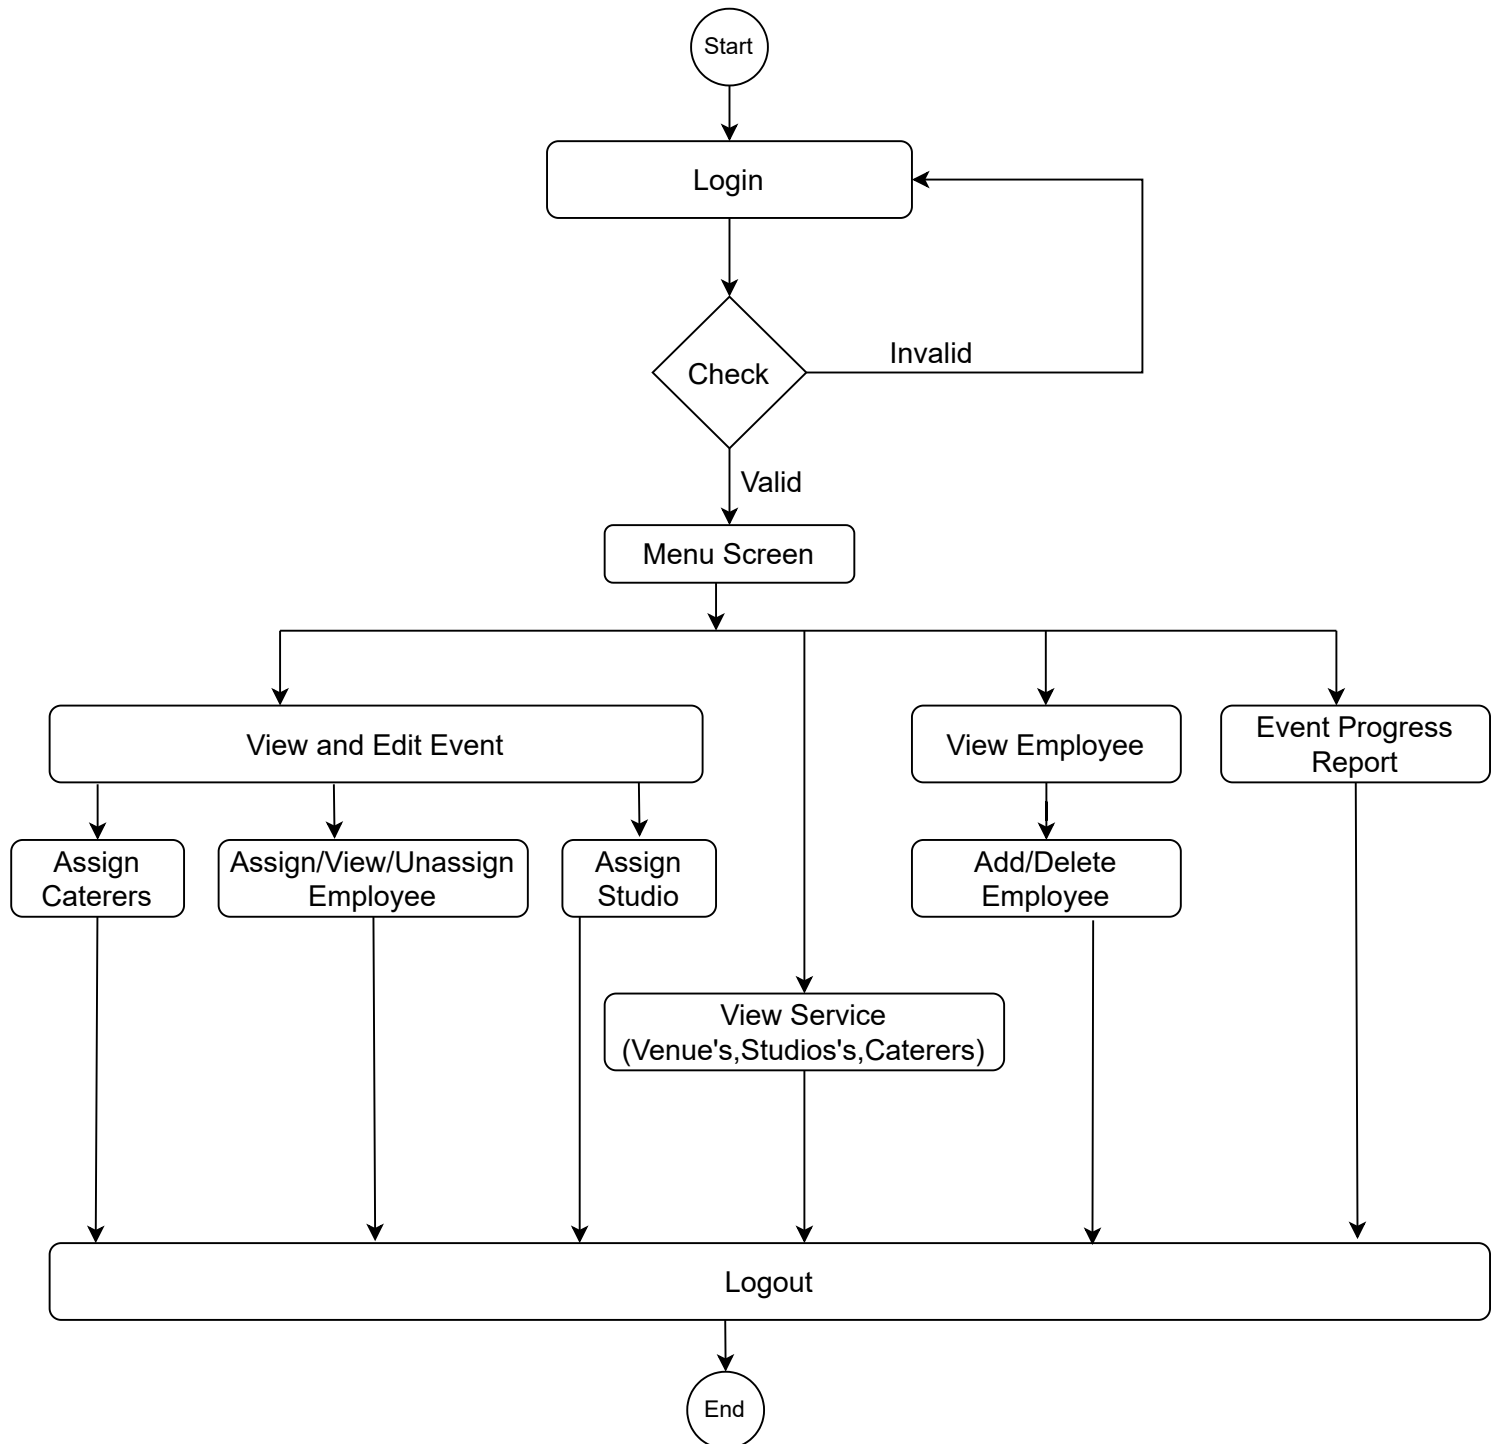 Start
Login
Invalid
Check
Valid
Menu Screen
View and Edit Event
View Employee
Event Progress
Report
Assign
Caterers
Assign/View/Unassign
Employee
Assign
Studio
Add/Delete
Employee
View Service
(Venue's,Studios's,Caterers)
Logout
End